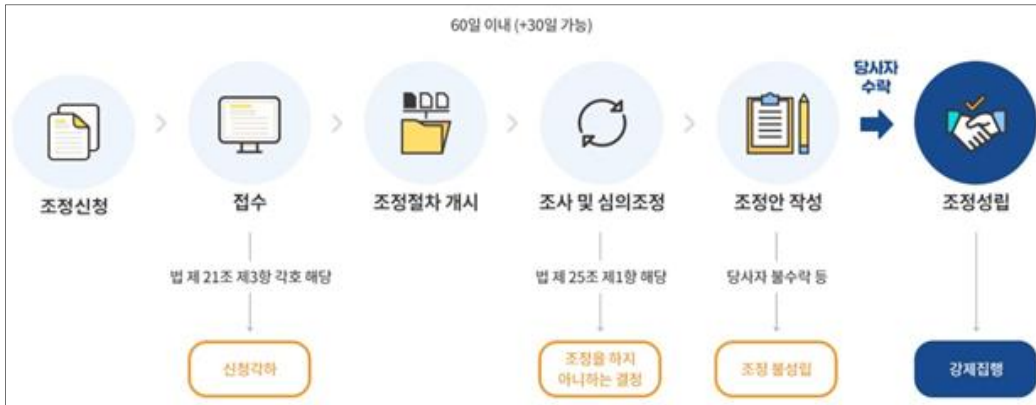 60일 이내 (+30일 가능)
당사자
수락
조정신청
접수
조정절차 개시
조사 및 심의조정
조정안 작성
조정성립
법 제 21조 제3항 각호 해당
법 제 25조 제1항 해당
당사자 불수락 등
신청각하
조정을 하지
아니하는 결정
조정 불성립
강제집행